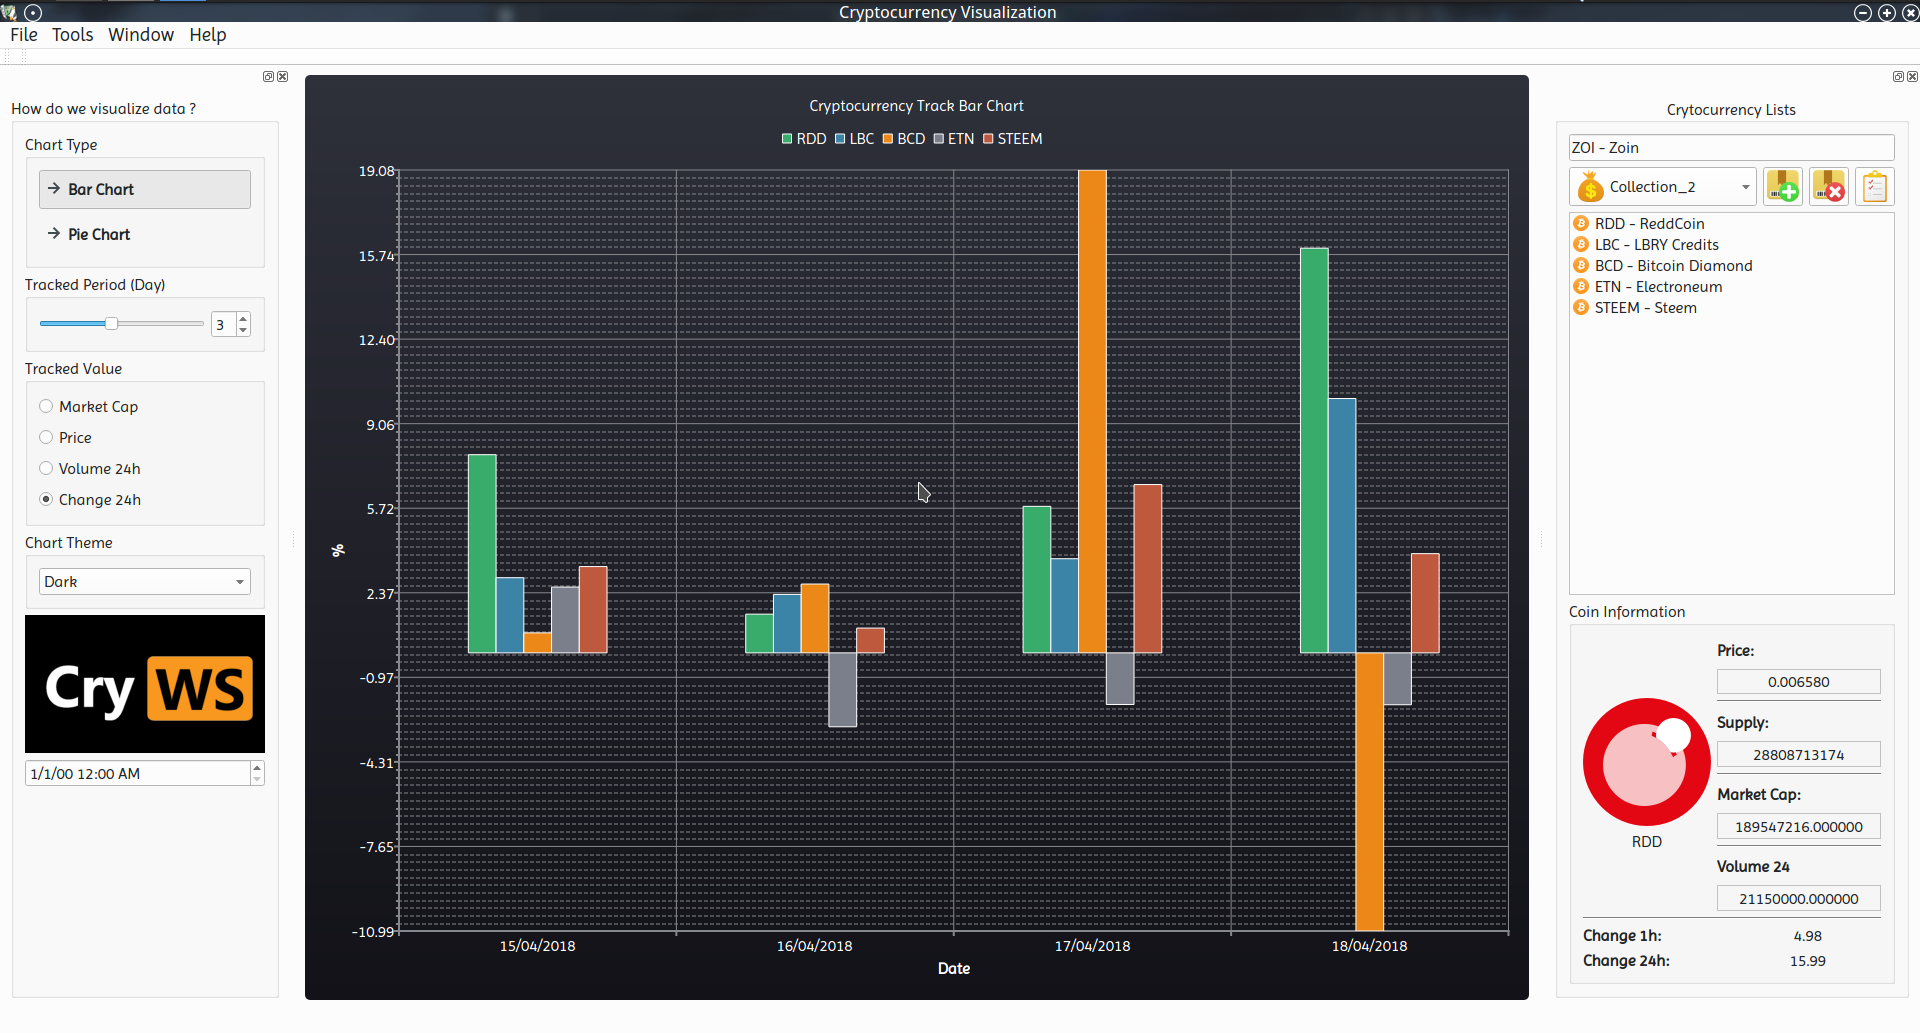 Cryptocurrency Visualization
File Tools Window Help
How do we visualize data ?
Chart Type
Bar Chart
Pie Chart
Tracked Period (Day)
3
Tracked Value
Market Cap
Price
Volume 24h
Change 24h
Chart Theme
Dark
Cry WS
1/1/00 12:00 AM
Cryptocurrency Track Bar Chart
RDD LBC BCD ETN STEEM
19.08
15.74
12.40
9.06
5.72
2.37
-0.97
-4.31
-7.65
-10.99
%
15/04/2018 16/04/2018 17/04/2018 18/04/2018
Date
Crytocurrency Lists
ZOI - Zoin
Collection_2
RDD - ReddCoin
LBC - LBRY Credits
BCD - Bitcoin Diamond
ETN - Electroneum
STEEM - Steem
Coin Information
RDD
Price:
0.006580
Supply:
28808713174
Market Cap:
189547216.000000
Volume 24
21150000.000000
Change 1h: 4.98
Change 24h: 15.99